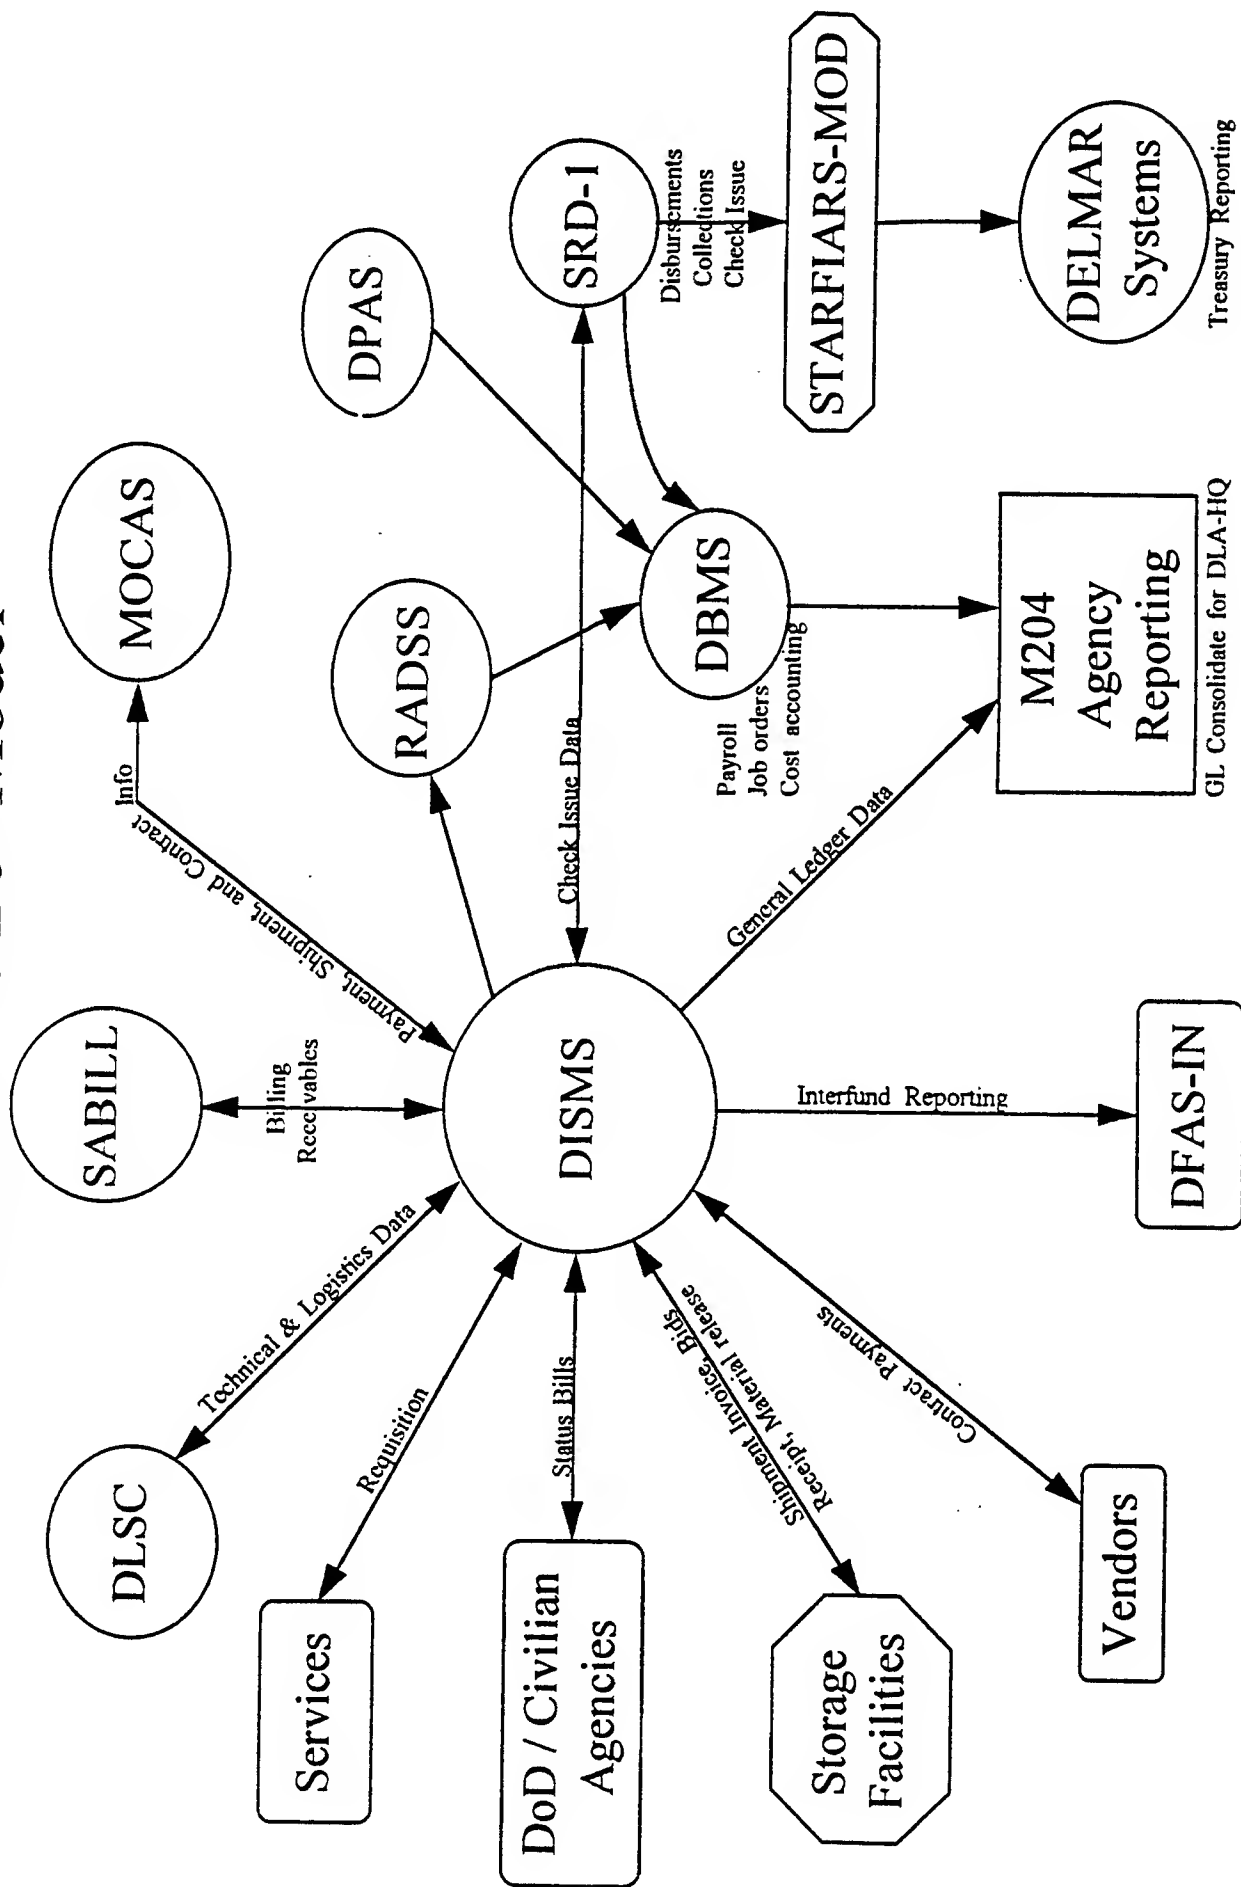 DLSC
SABILL
MOCAS
Technical & Logistics Data
Billing
Receivables
Payment, Shipment, and Contract
Info
Services
Requisition
RADSS
DPAS
DoD / Civilian
Agencies
Status Bills
DISMS
Check Issue Data
SRD-1
Disbursements
Collections
Check Issue
Shipment Invoice, Bids
Receipt, Material release
DBMS
Payroll
Job orders
Cost accounting
Storage
Facilities
General Ledger Data
STARFIARS-MOD
Contract Payments
Interfund Reporting
Vendors
DFAS-IN
M204
Agency
Reporting
GL Consolidate for DLA-HQ
DELMAR
Systems
Treasury Reporting